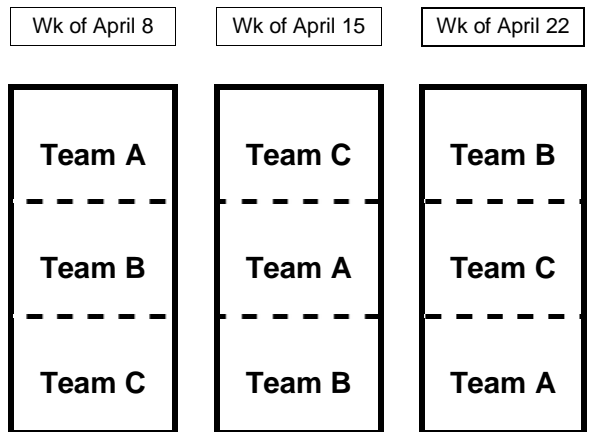 Wk of April 8
Wk of April 15
Wk of April 22
Team A
Team C
Team B
Team B
Team A
Team C
Team C
Team B
Team A